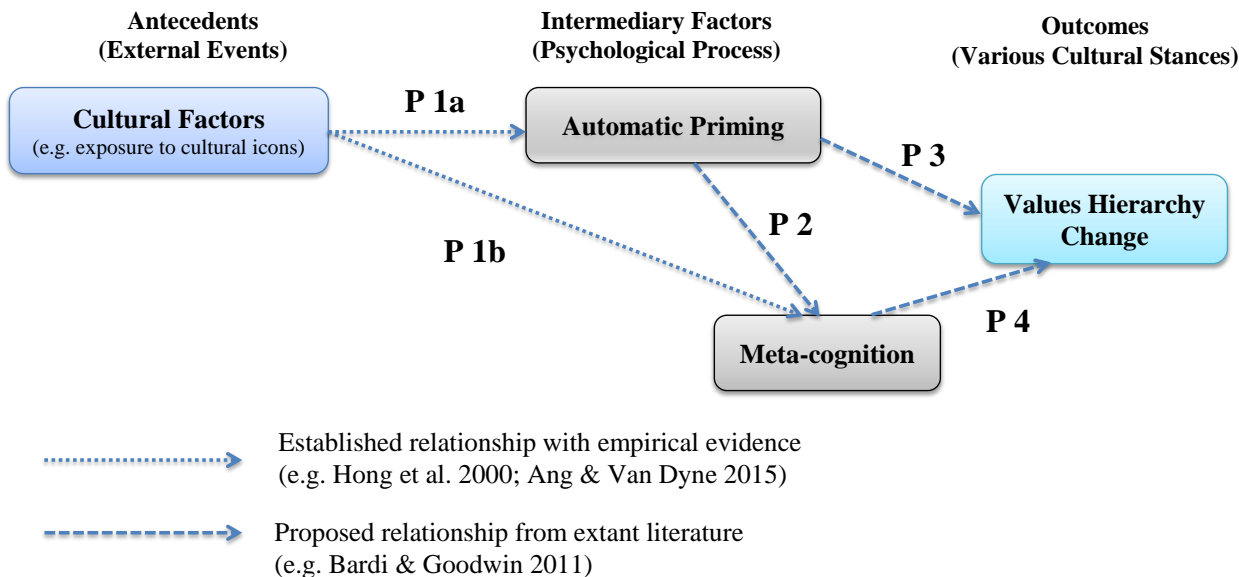 Antecedents
(External Events)
Intermediary Factors
(Psychological Process)
Outcomes
(Various Cultural Stances)
Cultural Factors
(e.g. exposure to cultural icons)
P 1a
Automatic Priming
P 3
Values Hierarchy
Change
P 2
P 1b
P 4
Meta-cognition
Established relationship with empirical evidence
(e.g. Hong et al. 2000; Ang & Van Dyne 2015)
Proposed relationship from extant literature
(e.g. Bardi & Goodwin 2011)